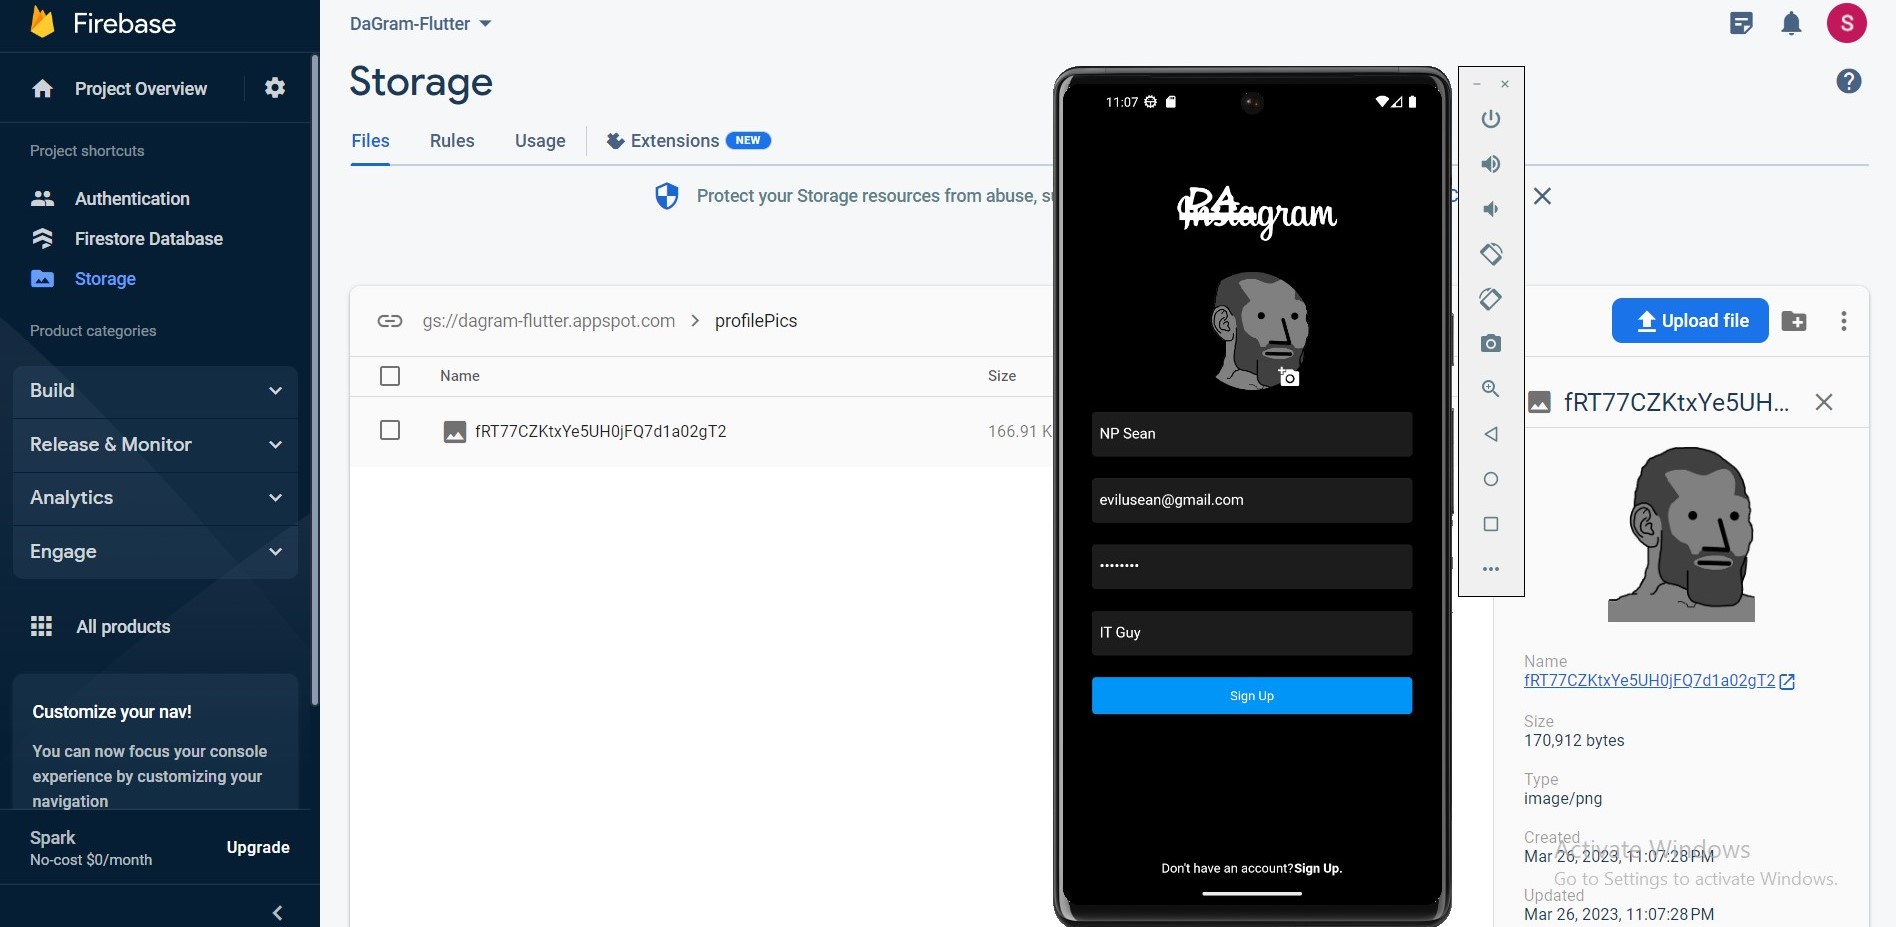 Firebase
Project Overview
Project shortcuts
Authentication
Firestore Database
Storage
Product categories
Build
Release & Monitor
Analytics
Engage
All products
Customize your nav!
You can now focus your console
experience by customizing your
navigation
Spark
No-cost $0/month
Upgrade
DaGram-Flutter
S
Storage
Files
Rules
Usage
Extensions
NEW
Protect your Storage resources from abuse,
gs://dagram-flutter.appspot.com
profilePics
Name
Size
fRT77CZKtxYe5UH0jFQ7d1a02gT2
166.91 K
11:07
DA
Instagram
NP Sean
evilusean@gmail.com
••••••••
IT Guy
Sign Up
Don't have an account?Sign Up.
Upload file
fRT77CZKtxYe5UH...
Name
fRT77CZKtxYe5UH0jFQ7d1a02gT2
Size
170,912 bytes
Type
image/png
Created
Mar 26, 2023, 11:07:28 PM
Updated
Mar 26, 2023, 11:07:28 PM
Activate Windows
Go to Settings to activate Windows.